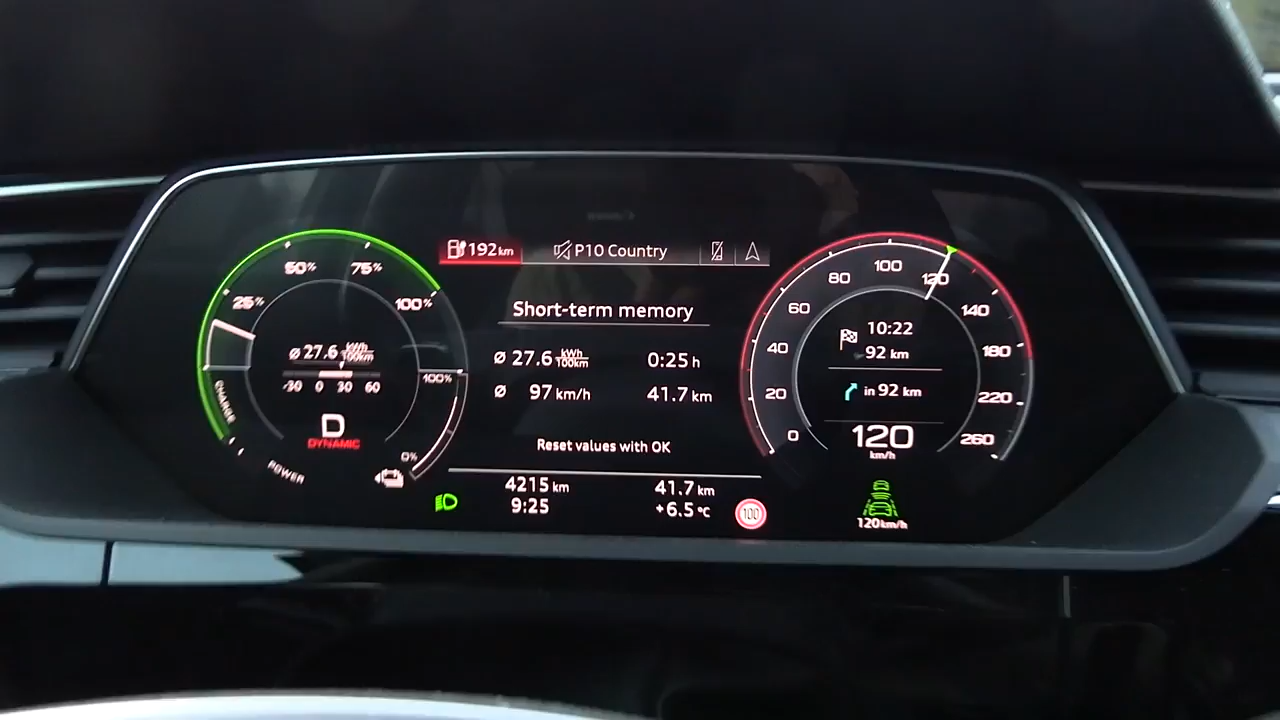 192 km
P10 Country
50%
75%
25%
100%
Ø 27.6 kWh/100km
-30 0 30 60
D
DYNAMIC
CHARGE
POWER
100%
0%
Short-term memory
Ø 27.6 kWh/100km
0:25 h
Ø 97 km/h
41.7 km
Reset values with OK
4215 km
41.7 km
9:25
+6.5 °C
100
0
20
40
60
80
100
120
140
180
220
260
10:22
92 km
in 92 km
120
km/h
120 km/h